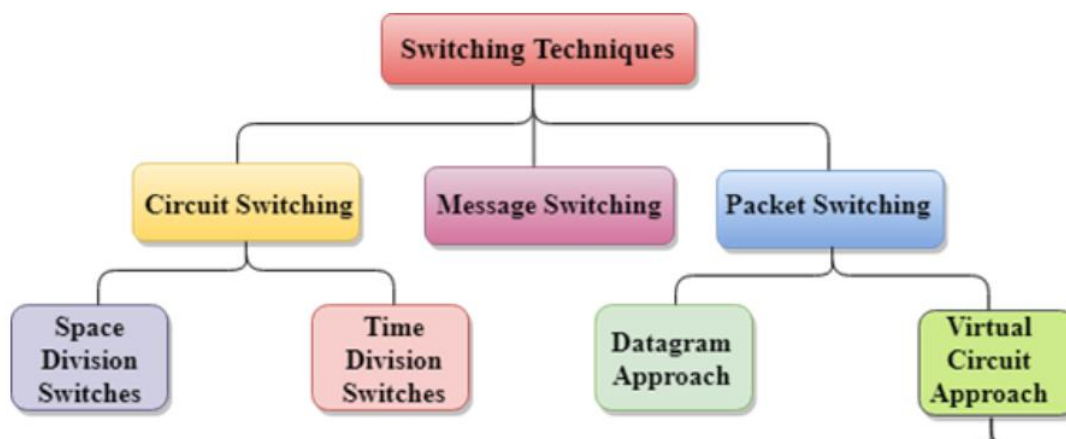 Switching Techniques
Circuit Switching
Message Switching
Packet Switching
Space
Division
Switches
Time
Division
Switches
Datagram
Approach
Virtual
Circuit
Approach